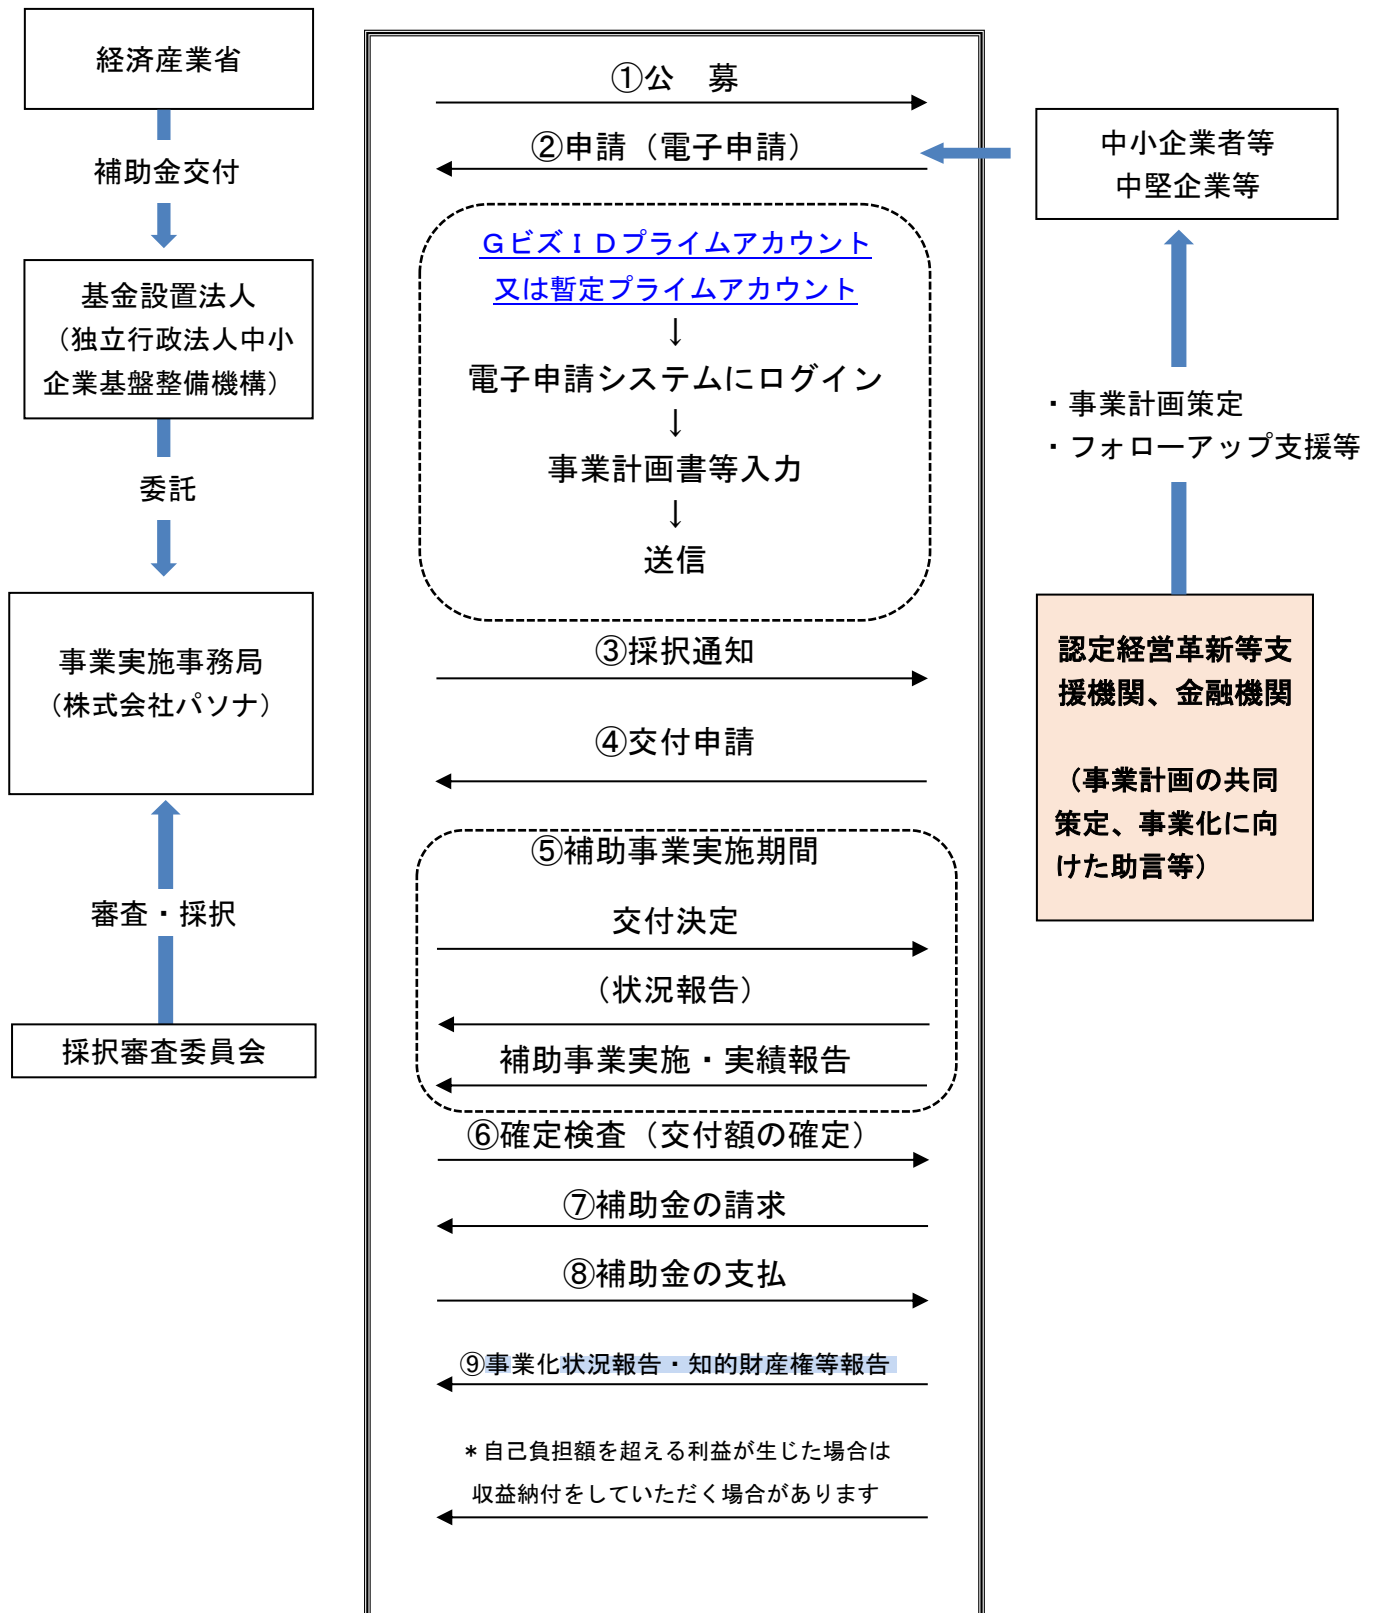 経済産業省
補助金交付
基金設置法人
（独立行政法人中小
企業基盤整備機構）
委託
事業実施事務局
（株式会社パソナ）
審査・採択
採択審査委員会
①公　募
②申請（電子申請）
ＧビズＩＤプライムアカウント
又は暫定プライムアカウント
↓
電子申請システムにログイン
↓
事業計画書等入力
↓
送信
③採択通知
④交付申請
⑤補助事業実施期間
交付決定
（状況報告）
補助事業実施・実績報告
⑥確定検査（交付額の確定）
⑦補助金の請求
⑧補助金の支払
⑨事業化状況報告・知的財産権等報告
＊自己負担額を超える利益が生じた場合は
収益納付をしていただく場合があります
中小企業者等
中堅企業等
・事業計画策定
・フォローアップ支援等
認定経営革新等支
援機関、金融機関
（事業計画の共同
策定、事業化に向
けた助言等）